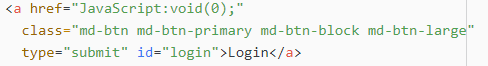 <a href="JavaScript:void(0);"
class="md-btn md-btn-primary md-btn-block md-btn-large"
type="submit" id="login">Login</a>